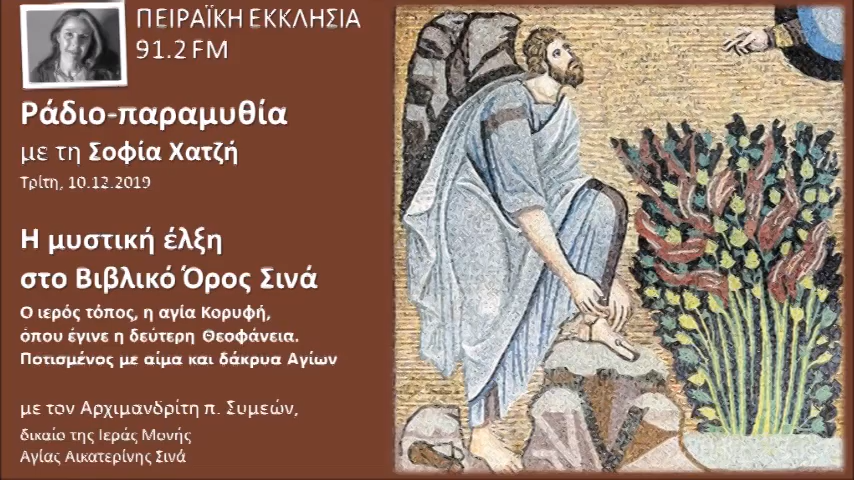 ΠΕΙΡΑΪΚΗ ΕΚΚΛΗΣΙΑ
91.2 FM
Ράδιο-παραμυθία
με τη Σοφία Χατζή
Τρίτη, 10.12.2019
Η μυστική έλξη
στο Βιβλικό Όρος Σινά
Ο ιερός τόπος, η αγία Κορυφή,
όπου έγινε η δεύτερη Θεοφάνεια.
Ποτισμένος με αίμα και δάκρυα Αγίων
με τον Αρχιμανδρίτη π. Συμεών,
δικαίο της Ιεράς Μονής
Αγίας Αικατερίνης Σινά